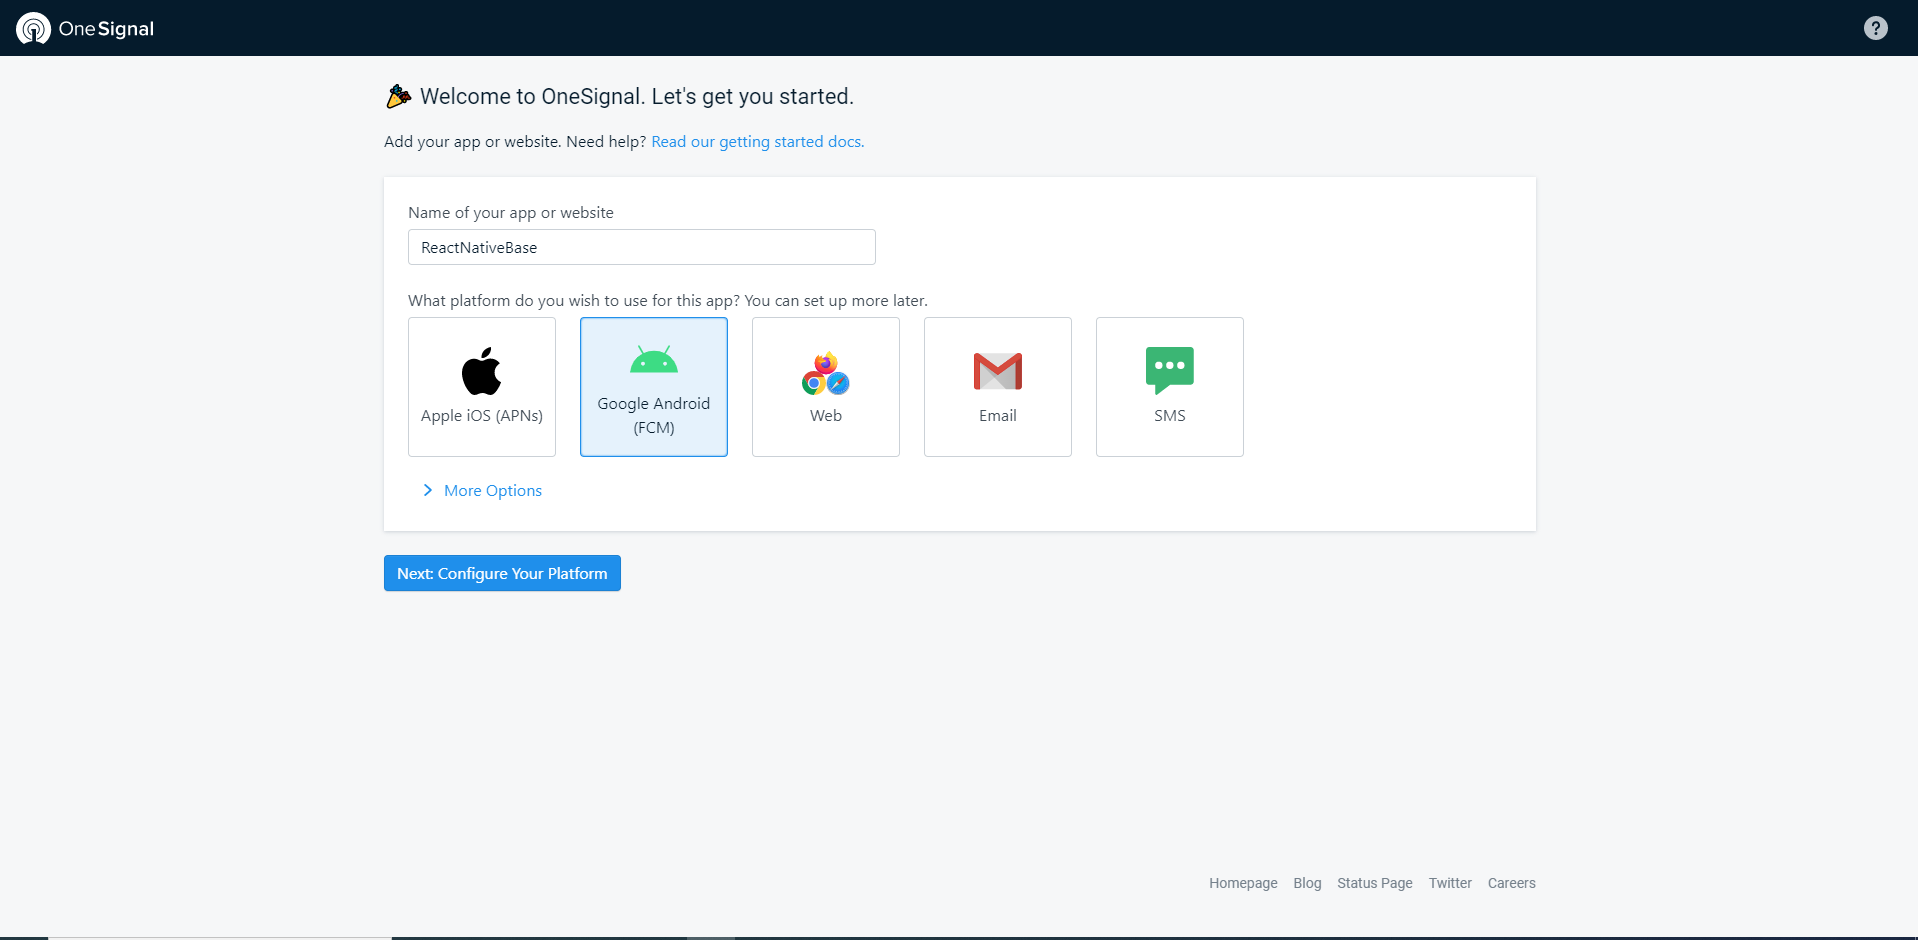 OneSignal
?
Welcome to OneSignal. Let's get you started.
Add your app or website. Need help? Read our getting started docs.
Name of your app or website
ReactNativeBase
What platform do you wish to use for this app? You can set up more later.
Apple iOS (APNs)
Google Android
(FCM)
Web
Email
SMS
More Options
Next: Configure Your Platform
Homepage Blog Status Page Twitter Careers